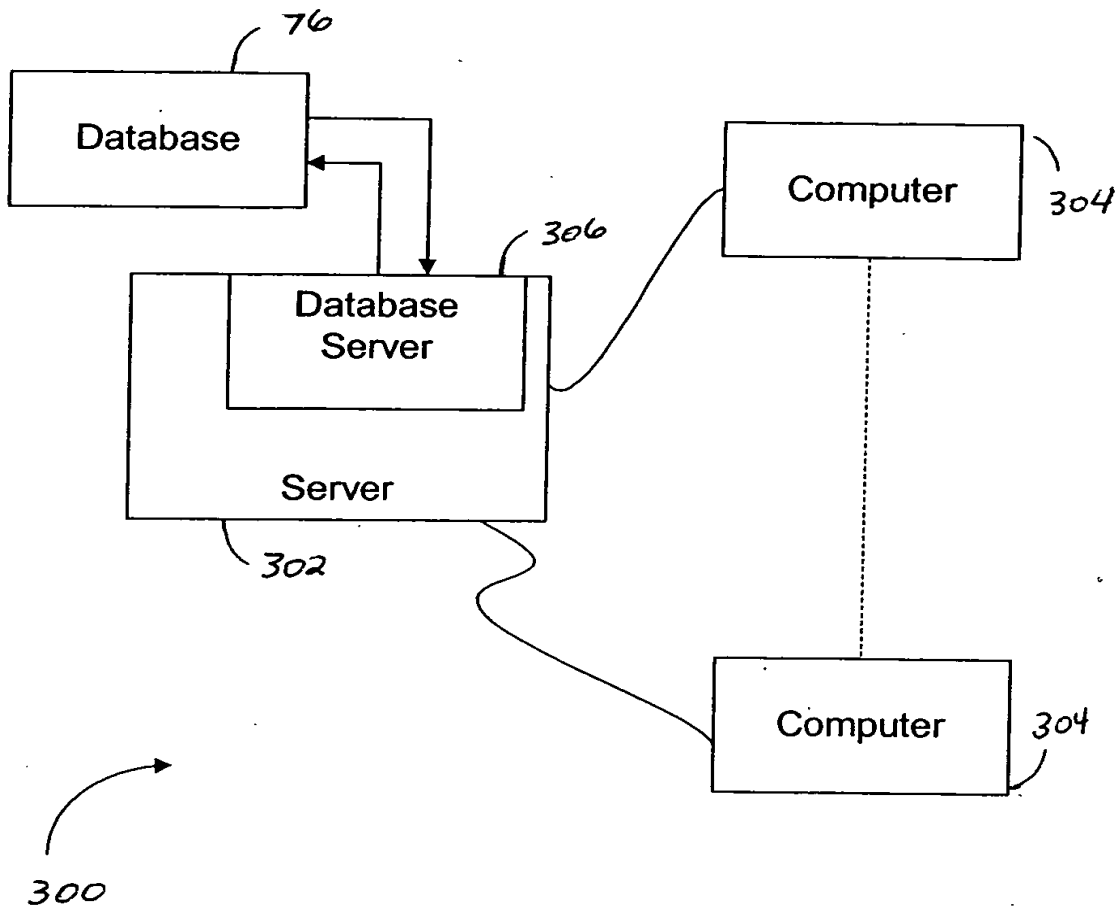 76
Database
Computer
304
306
Database
Server
Server
302
Computer
304
300